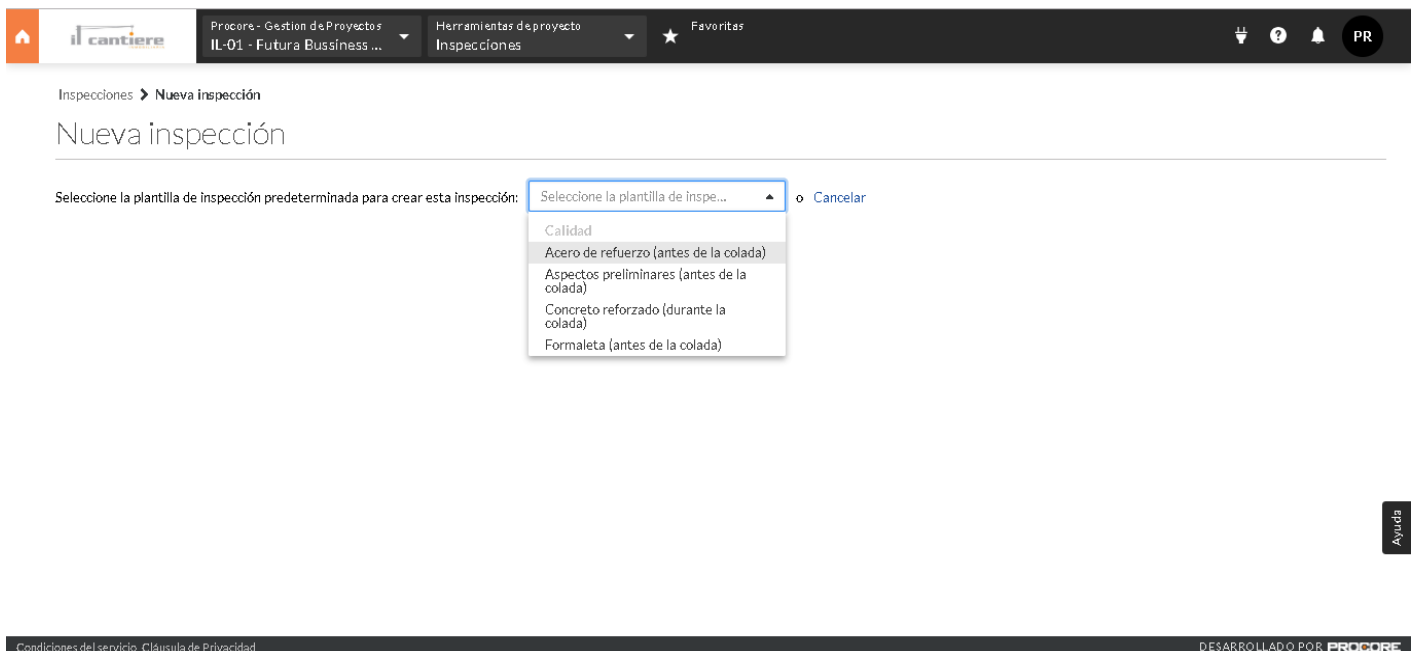 il cantiere
Procore - Gestion de Proyectos
IL-01 - Futura Bussiness ...
Herramientas de proyecto
Inspecciones
Favoritas
PR
Inspecciones > Nueva inspección
Nueva inspección
Seleccione la plantilla de inspección predeterminada para crear esta inspección: Seleccione la plantilla de inspe... o Cancelar
Calidad
Acero de refuerzo (antes de la colada)
Aspectos preliminares (antes de la
colada)
Concreto reforzado (durante la
colada)
Formaleta (antes de la colada)
Ayuda
Condiciones del servicio Cláusula de Privacidad
DESARROLLADO POR PROCORE